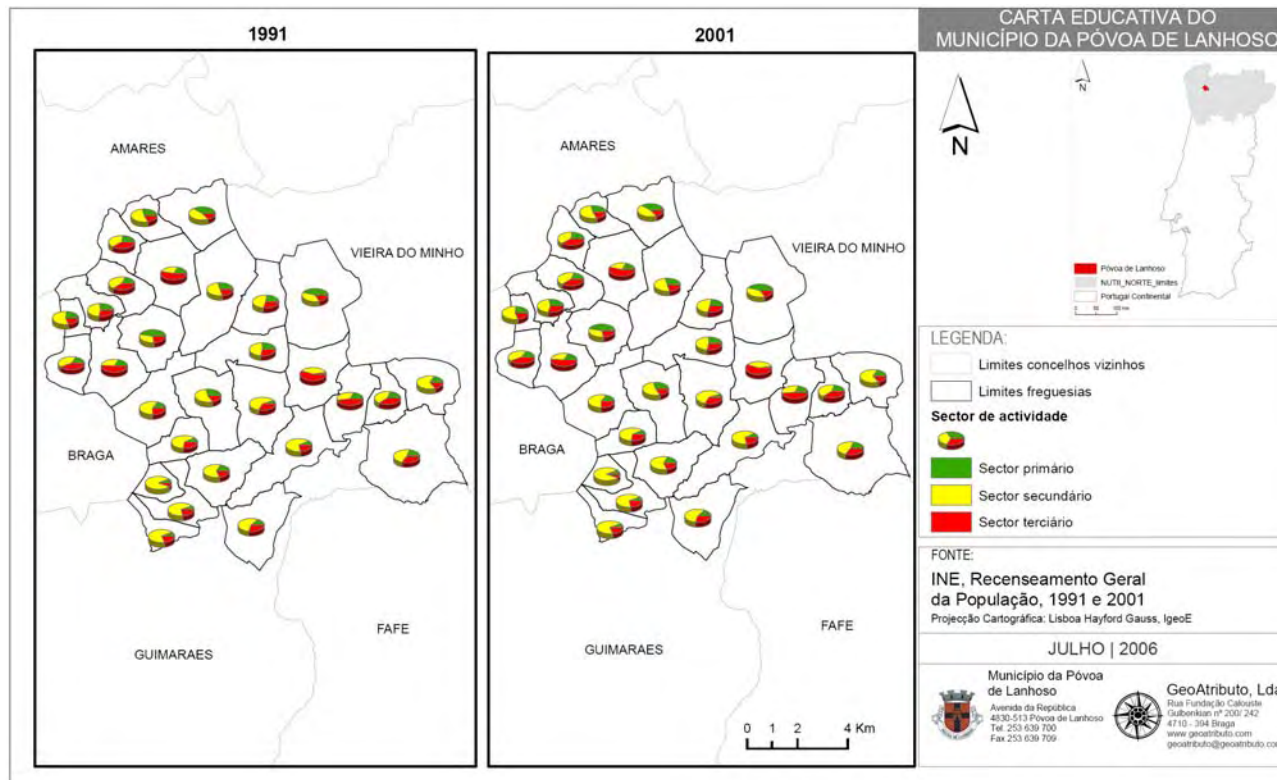 1991
AMARES
VIEIRA DO MINHO
BRAGA
GUIMARAES
FAFE
2001
AMARES
VIEIRA DO MINHO
BRAGA
GUIMARAES
FAFE
0 1 2 4 Km
CARTA EDUCATIVA DO
MUNICÍPIO DA PÓVOA DE LANHOSO
N
N
Póvoa de Lanhoso
NUTII_NORTE_limites
Portugal Continental
LEGENDA:
Limites concelhos vizinhos
Limites freguesias
Sector de actividade
Sector primário
Sector secundário
Sector terciário
FONTE:
INE, Recenseamento Geral
da População, 1991 e 2001
Projecção Cartográfica: Lisboa Hayford Gauss, IgeoE
JULHO | 2006
Município da Póvoa
de Lanhoso
Avenida da República
4830-513 Póvoa de Lanhoso
Tel. 253 639 700
Fax 253 639 709
GeoAtributo, Lda
Rua Fundação Calouste
Gulbenkian nº 200/ 242
4710 - 394 Braga
www.geoatributo.com
geoatributo@geoatributo.com